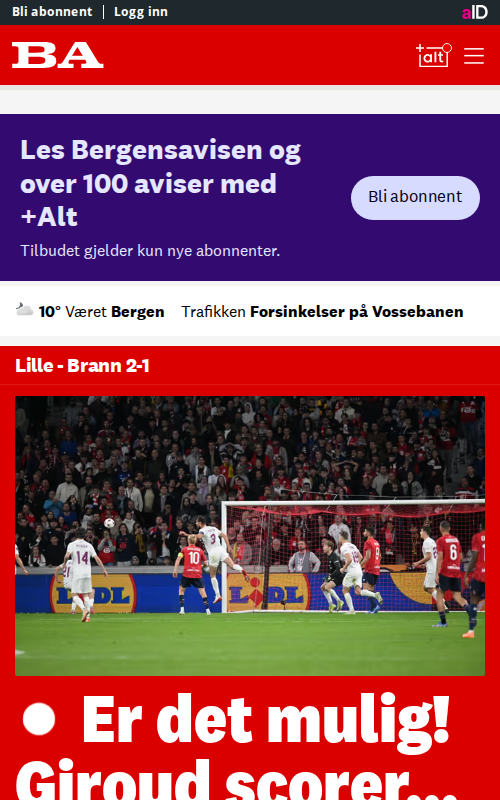 Bli abonnent Logg inn aID
BA
+alt
Les Bergensavisen og
over 100 aviser med
+Alt
Bli abonnent
Tilbudet gjelder kun nye abonnenter.
10° Været Bergen Trafikken Forsinkelser på Vossebanen
Lille - Brann 2-1
14
10
3
9
6
LIDL
LIDL
Er det mulig!
Giroud scorer...